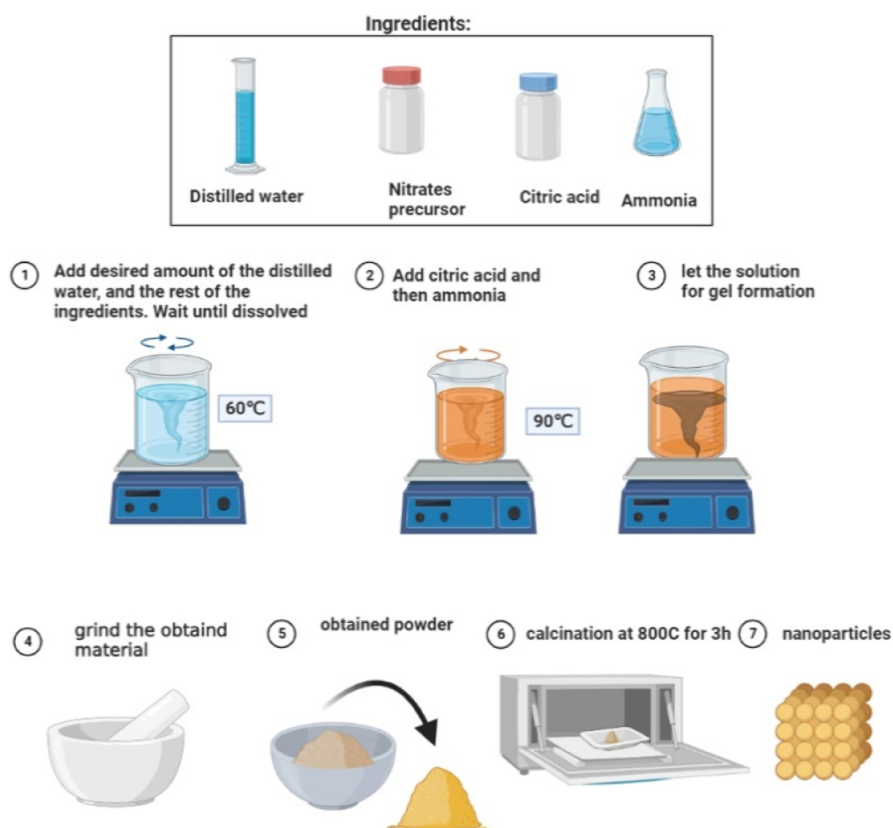 Ingredients:
Distilled water
Nitrates
precursor
Citric acid
Ammonia
1
Add desired amount of the distilled
water, and the rest of the
ingredients. Wait until dissolved
60℃
2
Add citric acid and
then ammonia
90℃
3
let the solution
for gel formation
4
grind the obtaind
material
5
obtained powder
6
calcination at 800C for 3h
7
nanoparticles